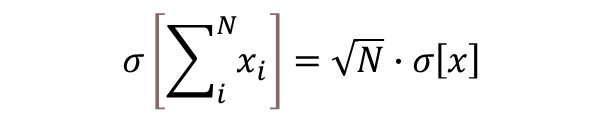 σ[∑_i^N x_i] = √N · σ[x]